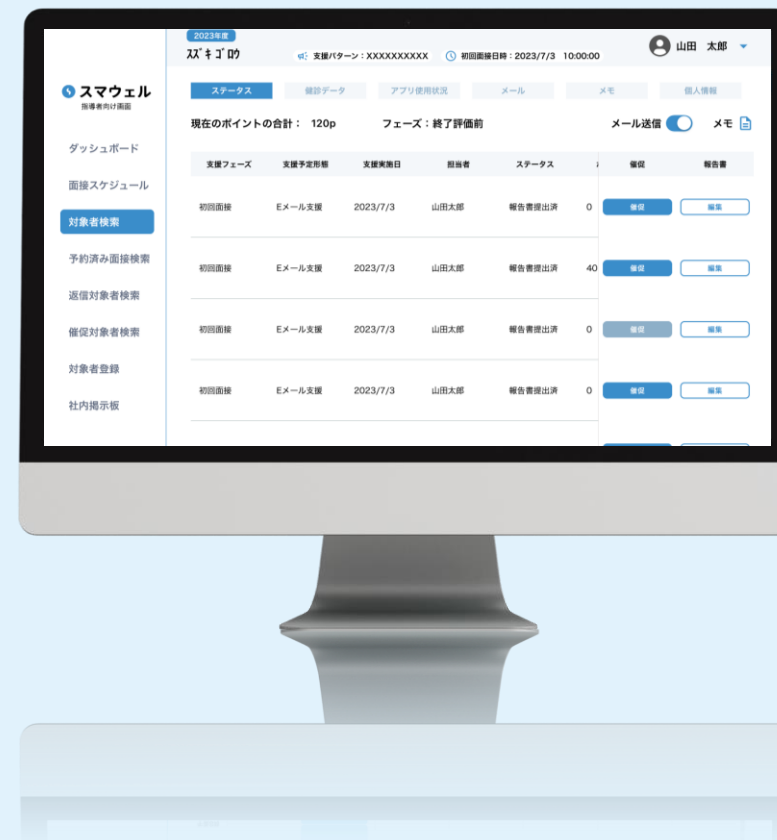 2023年度
ｽｽﾞｷ ｺﾞﾛｳ
支援パターン：XXXXXXXXXX
初回面接日時：2023/7/3 10:00:00
山田 太郎
スマウェル
指導者向け画面
ダッシュボード
面接スケジュール
対象者検索
予約済み面接検索
返信対象者検索
催促対象者検索
対象者登録
社内掲示板
ステータス 健診データ アプリ使用状況 メール メモ 個人情報
現在のポイントの合計： 120p フェーズ：終了評価前 メール送信 メモ
支援フェーズ 支援予定形態 支援実施日 担当者 ステータス 催促 報告書
初回面接 Eメール支援 2023/7/3 山田太郎 報告書提出済 0 催促 編集
初回面接 Eメール支援 2023/7/3 山田太郎 報告書提出済 40 催促 編集
初回面接 Eメール支援 2023/7/3 山田太郎 報告書提出済 0 催促 編集
初回面接 Eメール支援 2023/7/3 山田太郎 報告書提出済 0 催促 編集